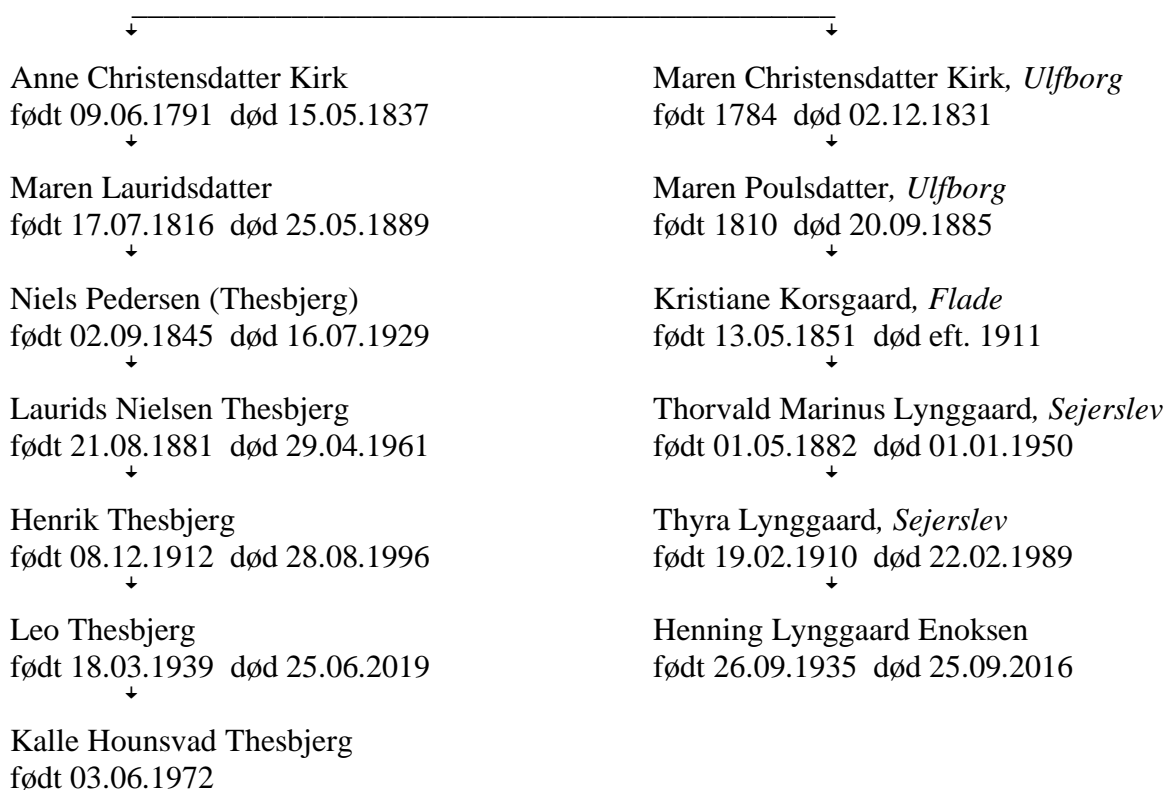 Anne Christensdatter Kirk
født 09.06.1791 død 15.05.1837
Maren Lauridsdatter
født 17.07.1816 død 25.05.1889
Niels Pedersen (Thesbjerg)
født 02.09.1845 død 16.07.1929
Laurids Nielsen Thesbjerg
født 21.08.1881 død 29.04.1961
Henrik Thesbjerg
født 08.12.1912 død 28.08.1996
Leo Thesbjerg
født 18.03.1939 død 25.06.2019
Kalle Hounsvad Thesbjerg
født 03.06.1972
Maren Christensdatter Kirk, Ulfborg
født 1784 død 02.12.1831
Maren Poulsdatter, Ulfborg
født 1810 død 20.09.1885
Kristiane Korsgaard, Flade
født 13.05.1851 død eft. 1911
Thorvald Marinus Lynggaard, Sejerslev
født 01.05.1882 død 01.01.1950
Thyra Lynggaard, Sejerslev
født 19.02.1910 død 22.02.1989
Henning Lynggaard Enoksen
født 26.09.1935 død 25.09.2016